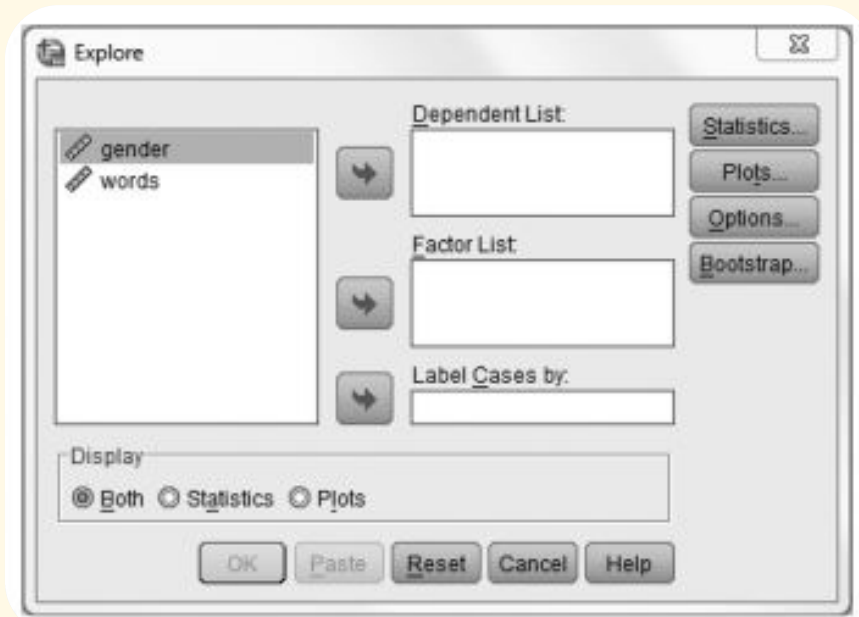 Explore
gender
words
Dependent List:
Factor List:
Label Cases by:
Statistics...
Plots...
Options...
Bootstrap...
Display
Both Statistics Plots
OK Paste Reset Cancel Help